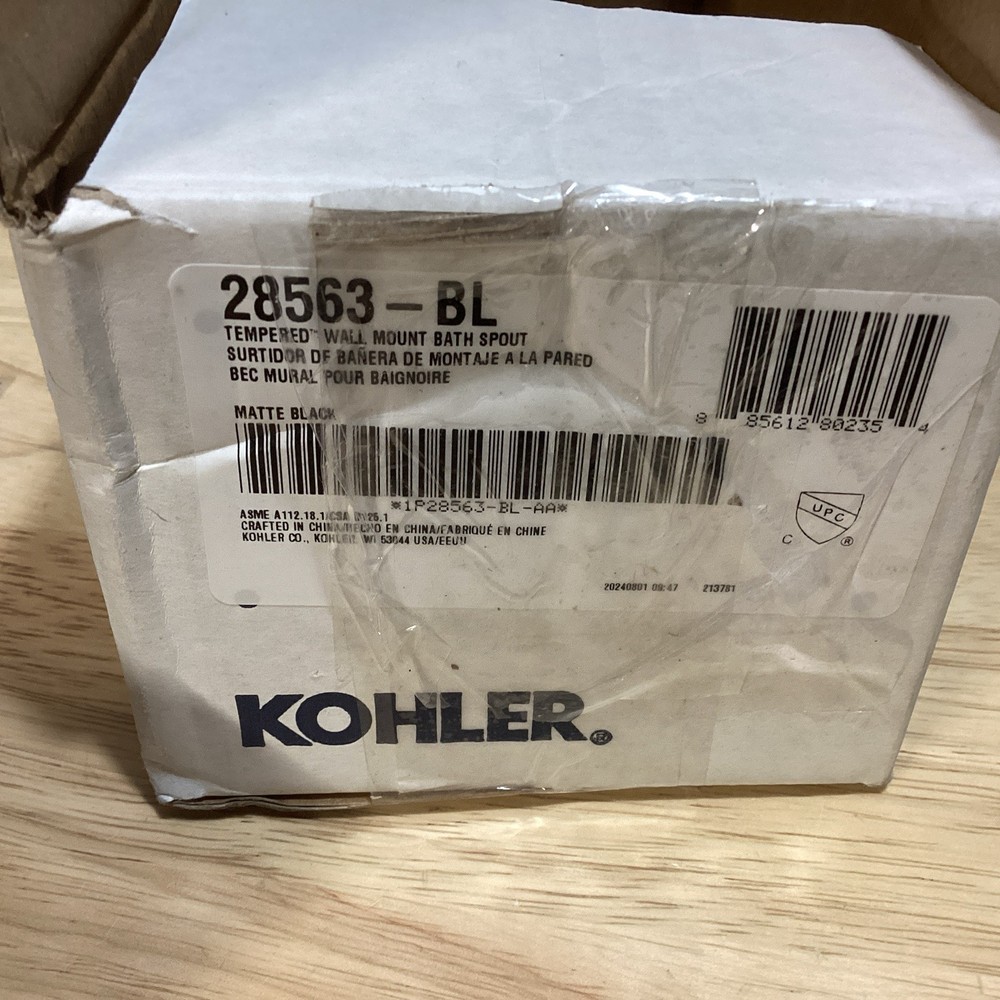 28563-BL
TEMPERED™ WALL MOUNT BATH SPOUT
SURTIDOR DE BAÑERA DE MONTAJE A LA PARED
BEC MURAL POUR BAIGNOIRE
MATTE BLACK
8 85612 80235 4
*1P28563-BL-AA*
ASME A112.18.1/CSA B125.1
CRAFTED IN CHINA/HECHO EN CHINA/FABRIQUÉ EN CHINE
KOHLER CO., KOHLER, WI 53044 USA/EEUU
C UPC ®
20240801 09:47 213781
KOHLER®